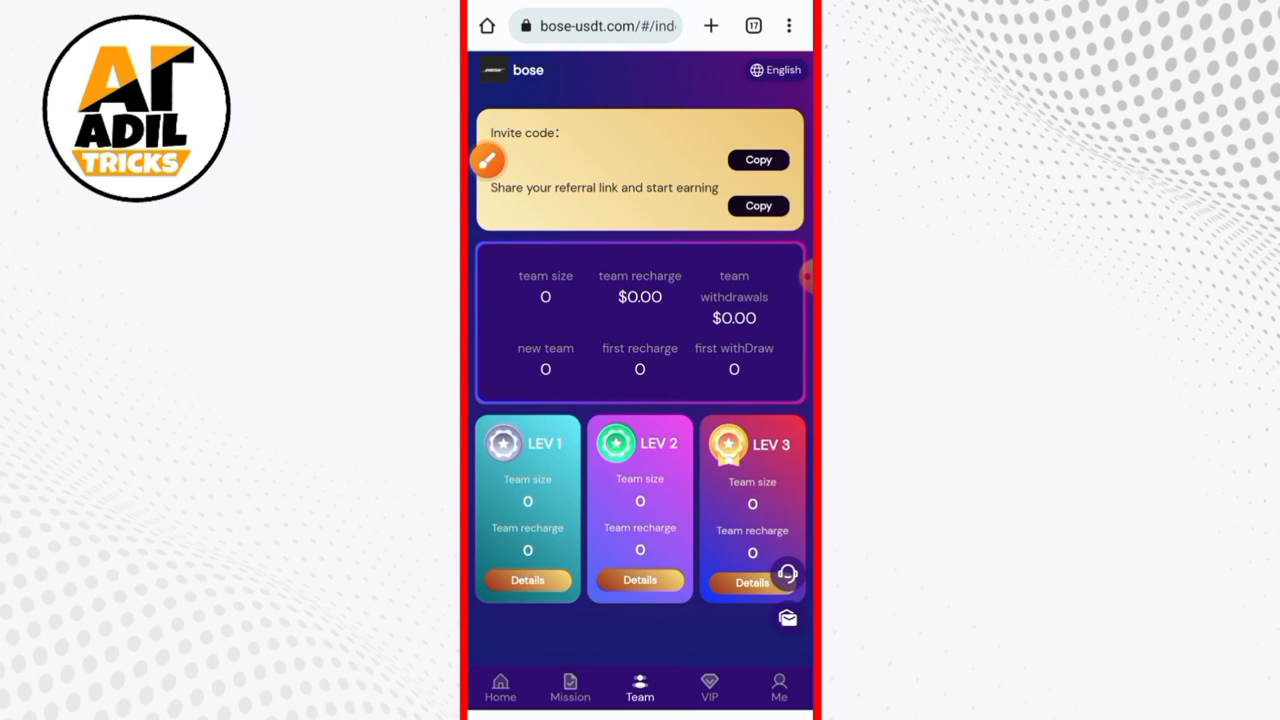 AT
ADIL
TRICKS
bose-usdt.com/#/ind
17
BOSE
bose
English
Invite code:
Copy
Share your referral link and start earning
Copy
team size
team recharge
team withdrawals
0
$0.00
$0.00
new team
first recharge
first withDraw
0
0
0
LEV 1
LEV 2
LEV 3
Team size
Team size
Team size
0
0
0
Team recharge
Team recharge
Team recharge
0
0
0
Details
Details
Details
Home
Mission
Team
VIP
Me